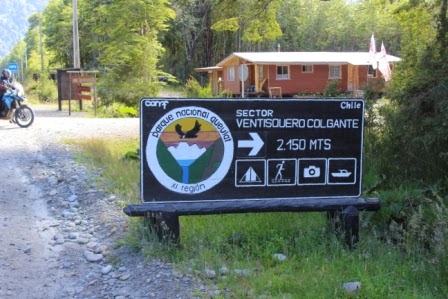 CONAF
Chile
Parque Nacional Queulat
XI Región
SECTOR
VENTISQUERO COLGANTE
2.150 MTS